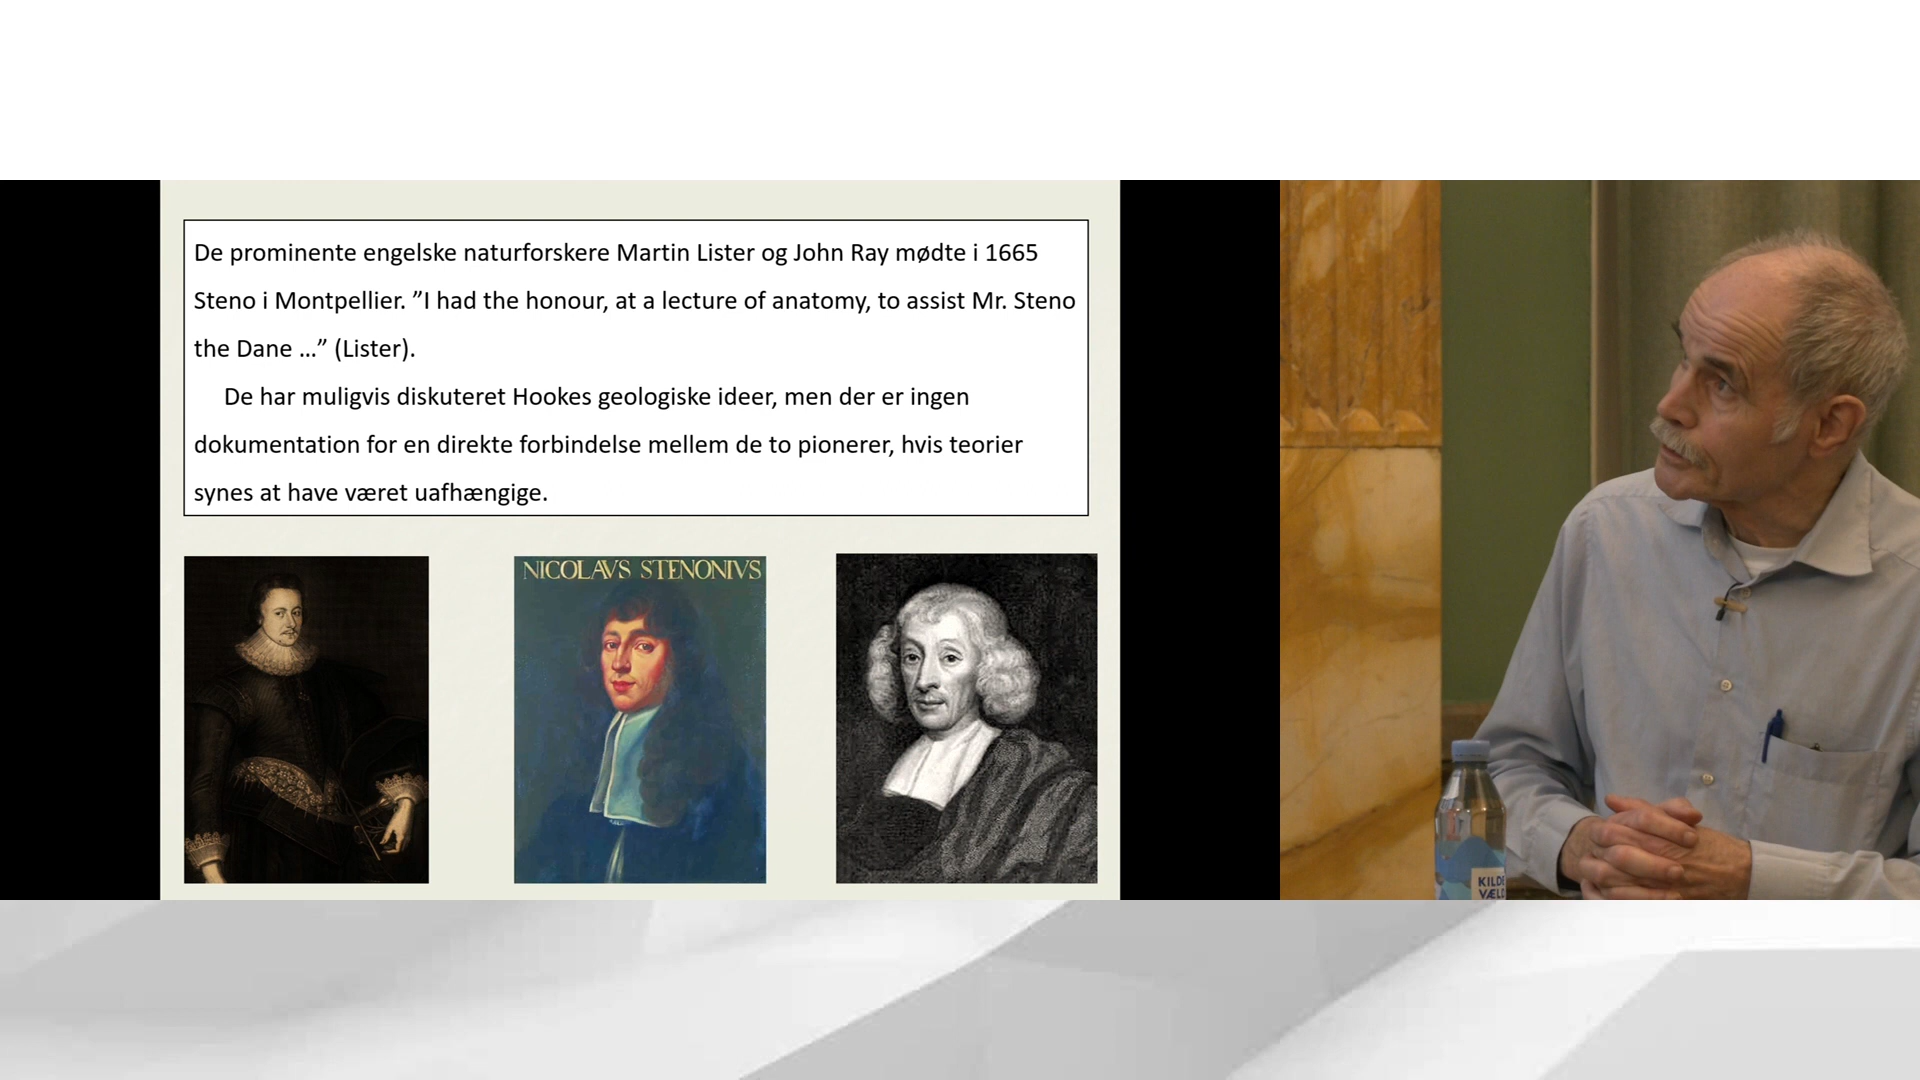 De prominente engelske naturforskere Martin Lister og John Ray mødte i 1665
Steno i Montpellier. ”I had the honour, at a lecture of anatomy, to assist Mr. Steno
the Dane …” (Lister).
De har muligvis diskuteret Hookes geologiske ideer, men der er ingen
dokumentation for en direkte forbindelse mellem de to pionerer, hvis teorier
synes at have været uafhængige.
NICOLAVS STENONIVS
KILDE
VÆLD